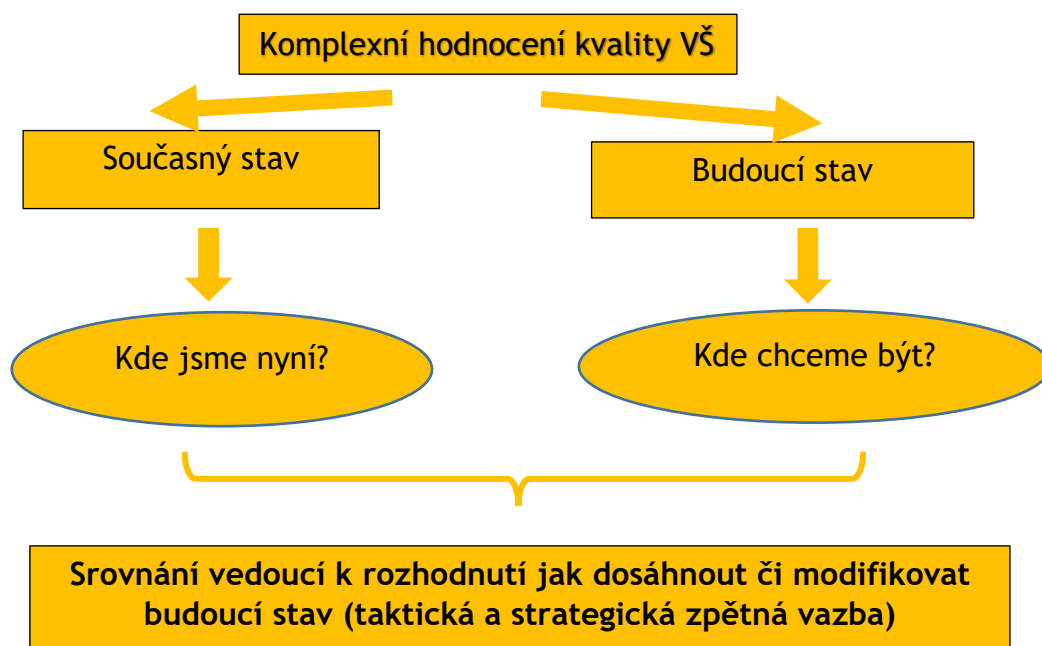 Komplexní hodnocení kvality VŠ
Současný stav
Budoucí stav
Kde jsme nyní?
Kde chceme být?
Srovnání vedoucí k rozhodnutí jak dosáhnout či modifikovat
budoucí stav (taktická a strategická zpětná vazba)